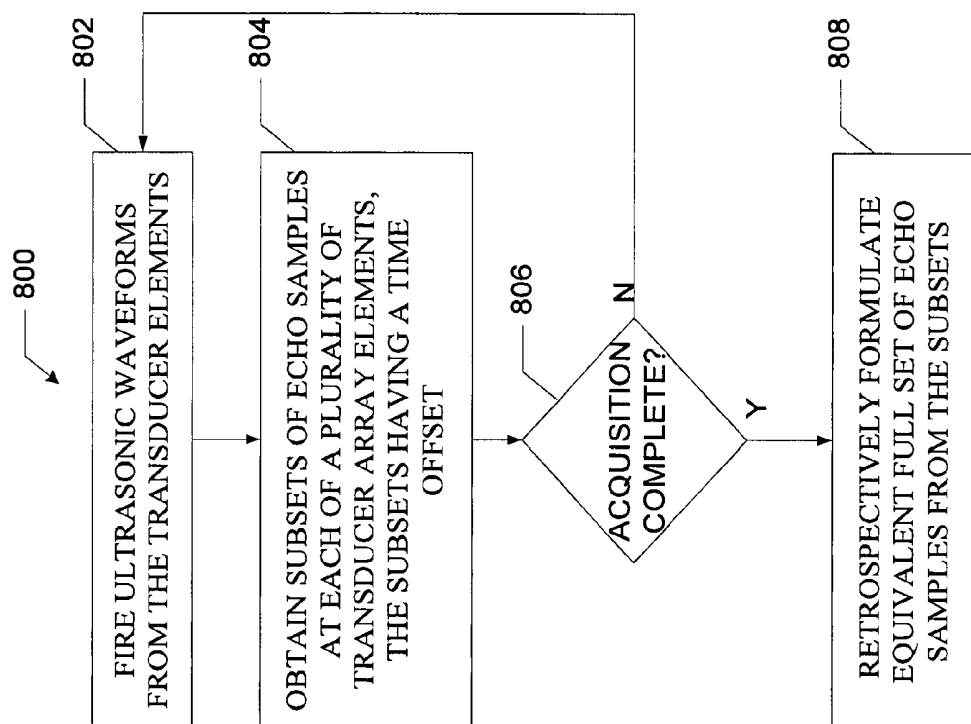 800
802
FIRE ULTRASONIC WAVEFORMS
FROM THE TRANSDUCER ELEMENTS
804
OBTAIN SUBSETS OF ECHO SAMPLES
AT EACH OF A PLURALITY OF
TRANSDUCER ARRAY ELEMENTS,
THE SUBSETS HAVING A TIME
OFFSET
806
ACQUISITION
COMPLETE?
N
Y
808
RETROSPECTIVELY FORMULATE
EQUIVALENT FULL SET OF ECHO
SAMPLES FROM THE SUBSETS